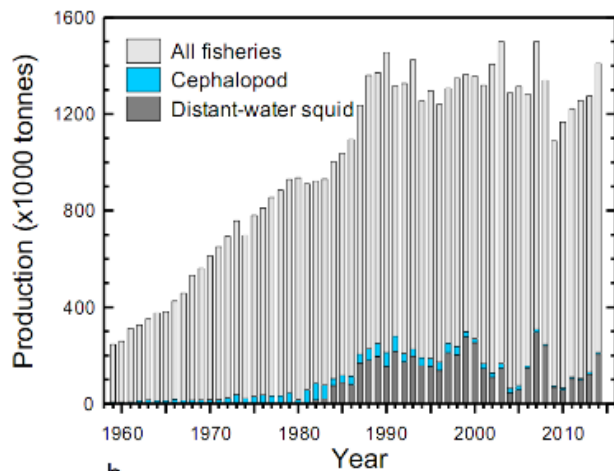 1600
1200
800
400
0
Production (x1000 tonnes)
All fisheries
Cephalopod
Distant-water squid
1960 1970 1980 1990 2000 2010
Year